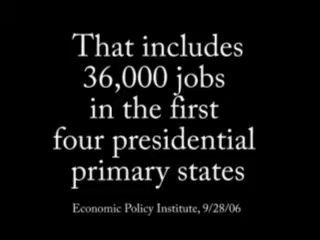 That includes
36,000 jobs
in the first
four presidential
primary states
Economic Policy Institute, 9/28/06